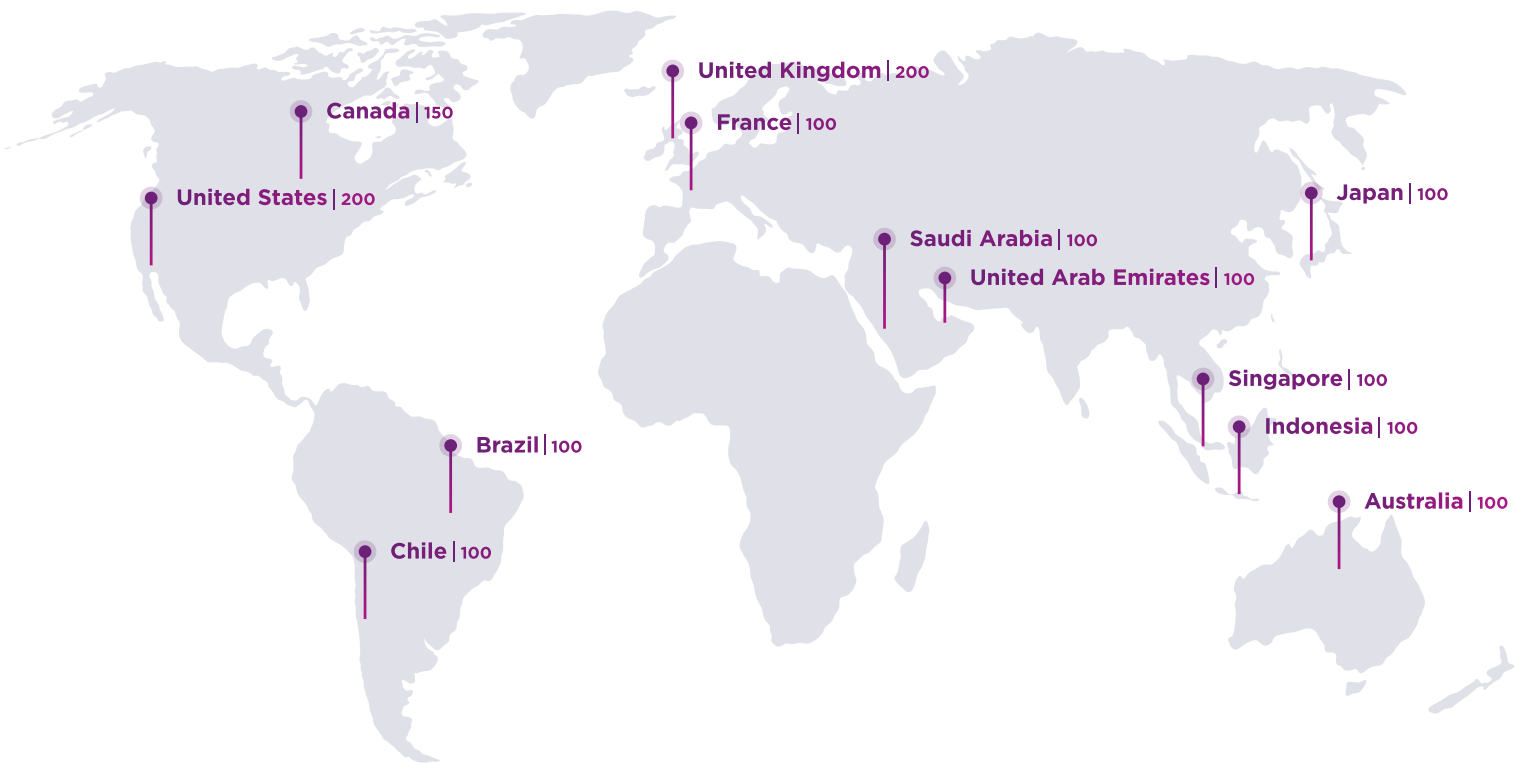 United Kingdom | 200
Canada | 150
France | 100
United States | 200
Japan | 100
Saudi Arabia | 100
United Arab Emirates | 100
Singapore | 100
Indonesia | 100
Brazil | 100
Australia | 100
Chile | 100